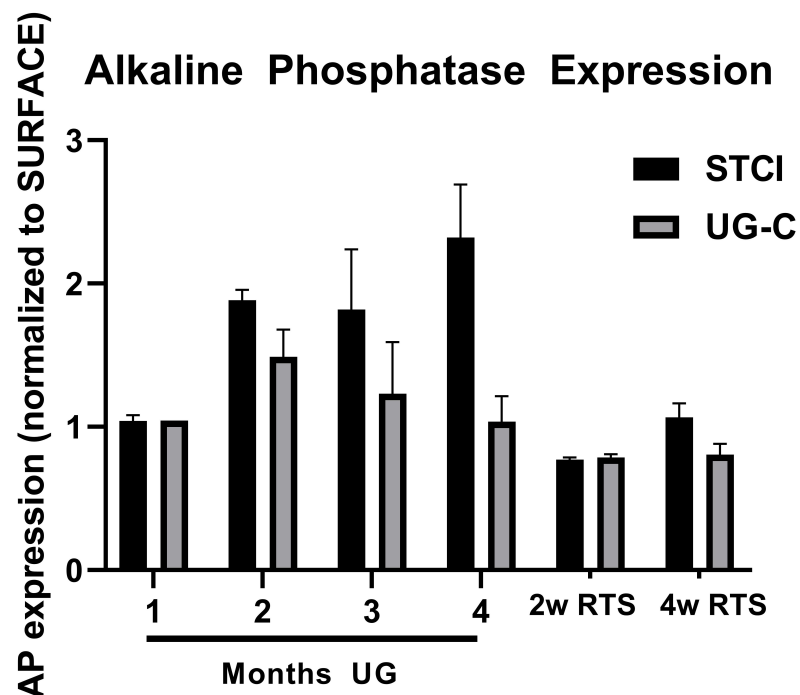 Alkaline Phosphatase Expression
AP expression (normalized to SURFACE)
3
2
1
0
STCI
UG-C
1 2 3 4 2w RTS 4w RTS
Months UG